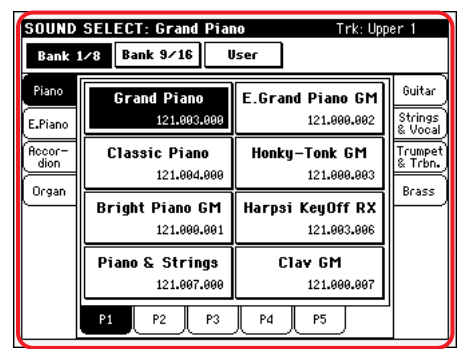 SOUND SELECT: Grand Piano Trk: Upper 1
Bank 1/8 Bank 9/16 User
Piano
E.Piano
Accor-
dion
Organ
Grand Piano
121.003.000
E.Grand Piano GM
121.000.002
Classic Piano
121.004.000
Honky-Tonk GM
121.000.003
Bright Piano GM
121.000.001
Harpsi KeyOff RX
121.003.006
Piano & Strings
121.007.000
Clav GM
121.000.007
Guitar
Strings
& Vocal
Trumpet
& Trbn.
Brass
P1 P2 P3 P4 P5